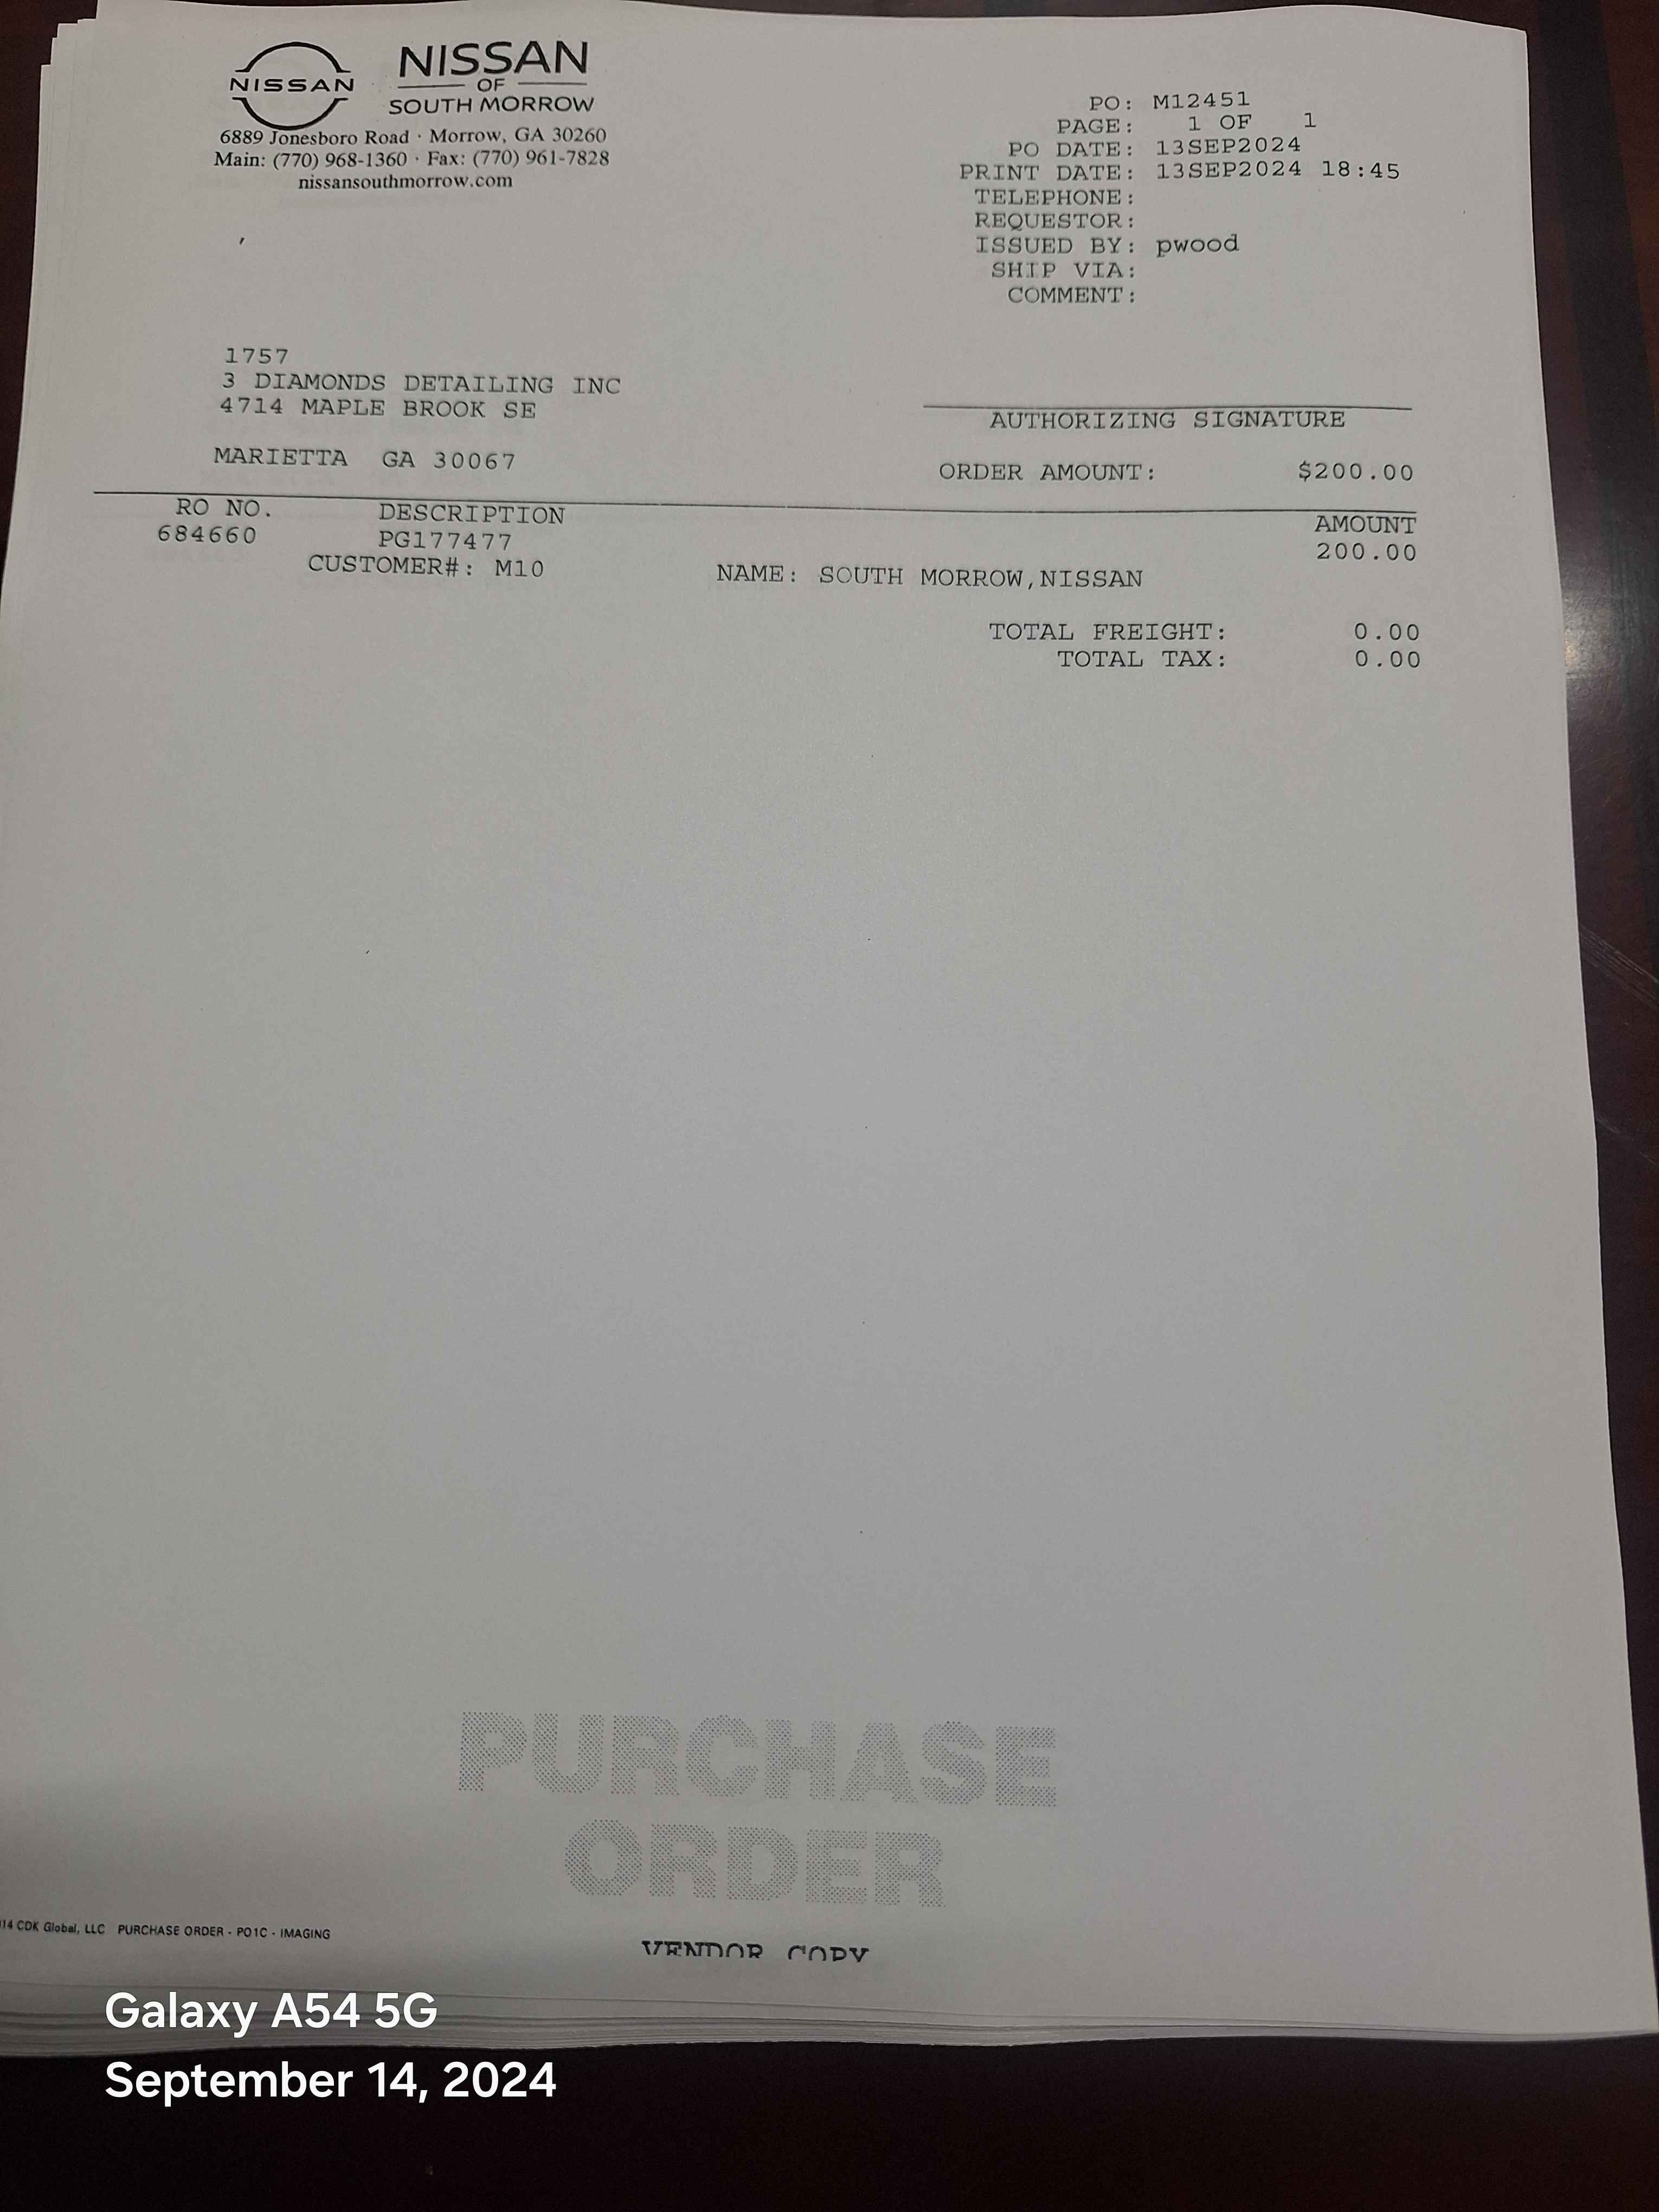 NISSAN
NISSAN
OF
SOUTH MORROW
6889 Jonesboro Road · Morrow, GA 30260
Main: (770) 968-1360 · Fax: (770) 961-7828
nissansouthmorrow.com
PO: M12451
PAGE: 1 OF 1
PO DATE: 13SEP2024
PRINT DATE: 13SEP2024 18:45
TELEPHONE:
REQUESTOR:
ISSUED BY: pwood
SHIP VIA:
COMMENT:
1757
3 DIAMONDS DETAILING INC
4714 MAPLE BROOK SE
MARIETTA GA 30067
AUTHORIZING SIGNATURE
ORDER AMOUNT: $200.00
RO NO. DESCRIPTION AMOUNT
684660 PG177477 200.00
CUSTOMER#: M10 NAME: SOUTH MORROW,NISSAN
TOTAL FREIGHT: 0.00
TOTAL TAX: 0.00
PURCHASE
ORDER
14 CDK Global, LLC PURCHASE ORDER - PO1C - IMAGING
VENDOR COPY
Galaxy A54 5G
September 14, 2024